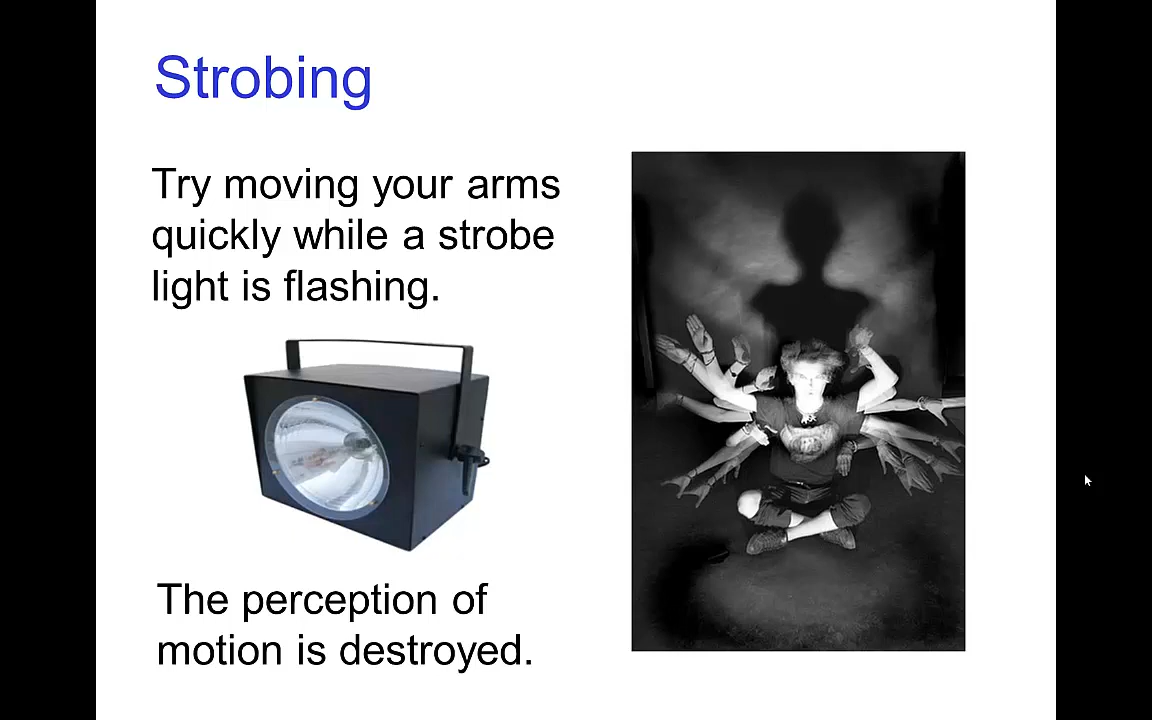 Strobing
Try moving your arms
quickly while a strobe
light is flashing.
The perception of
motion is destroyed.